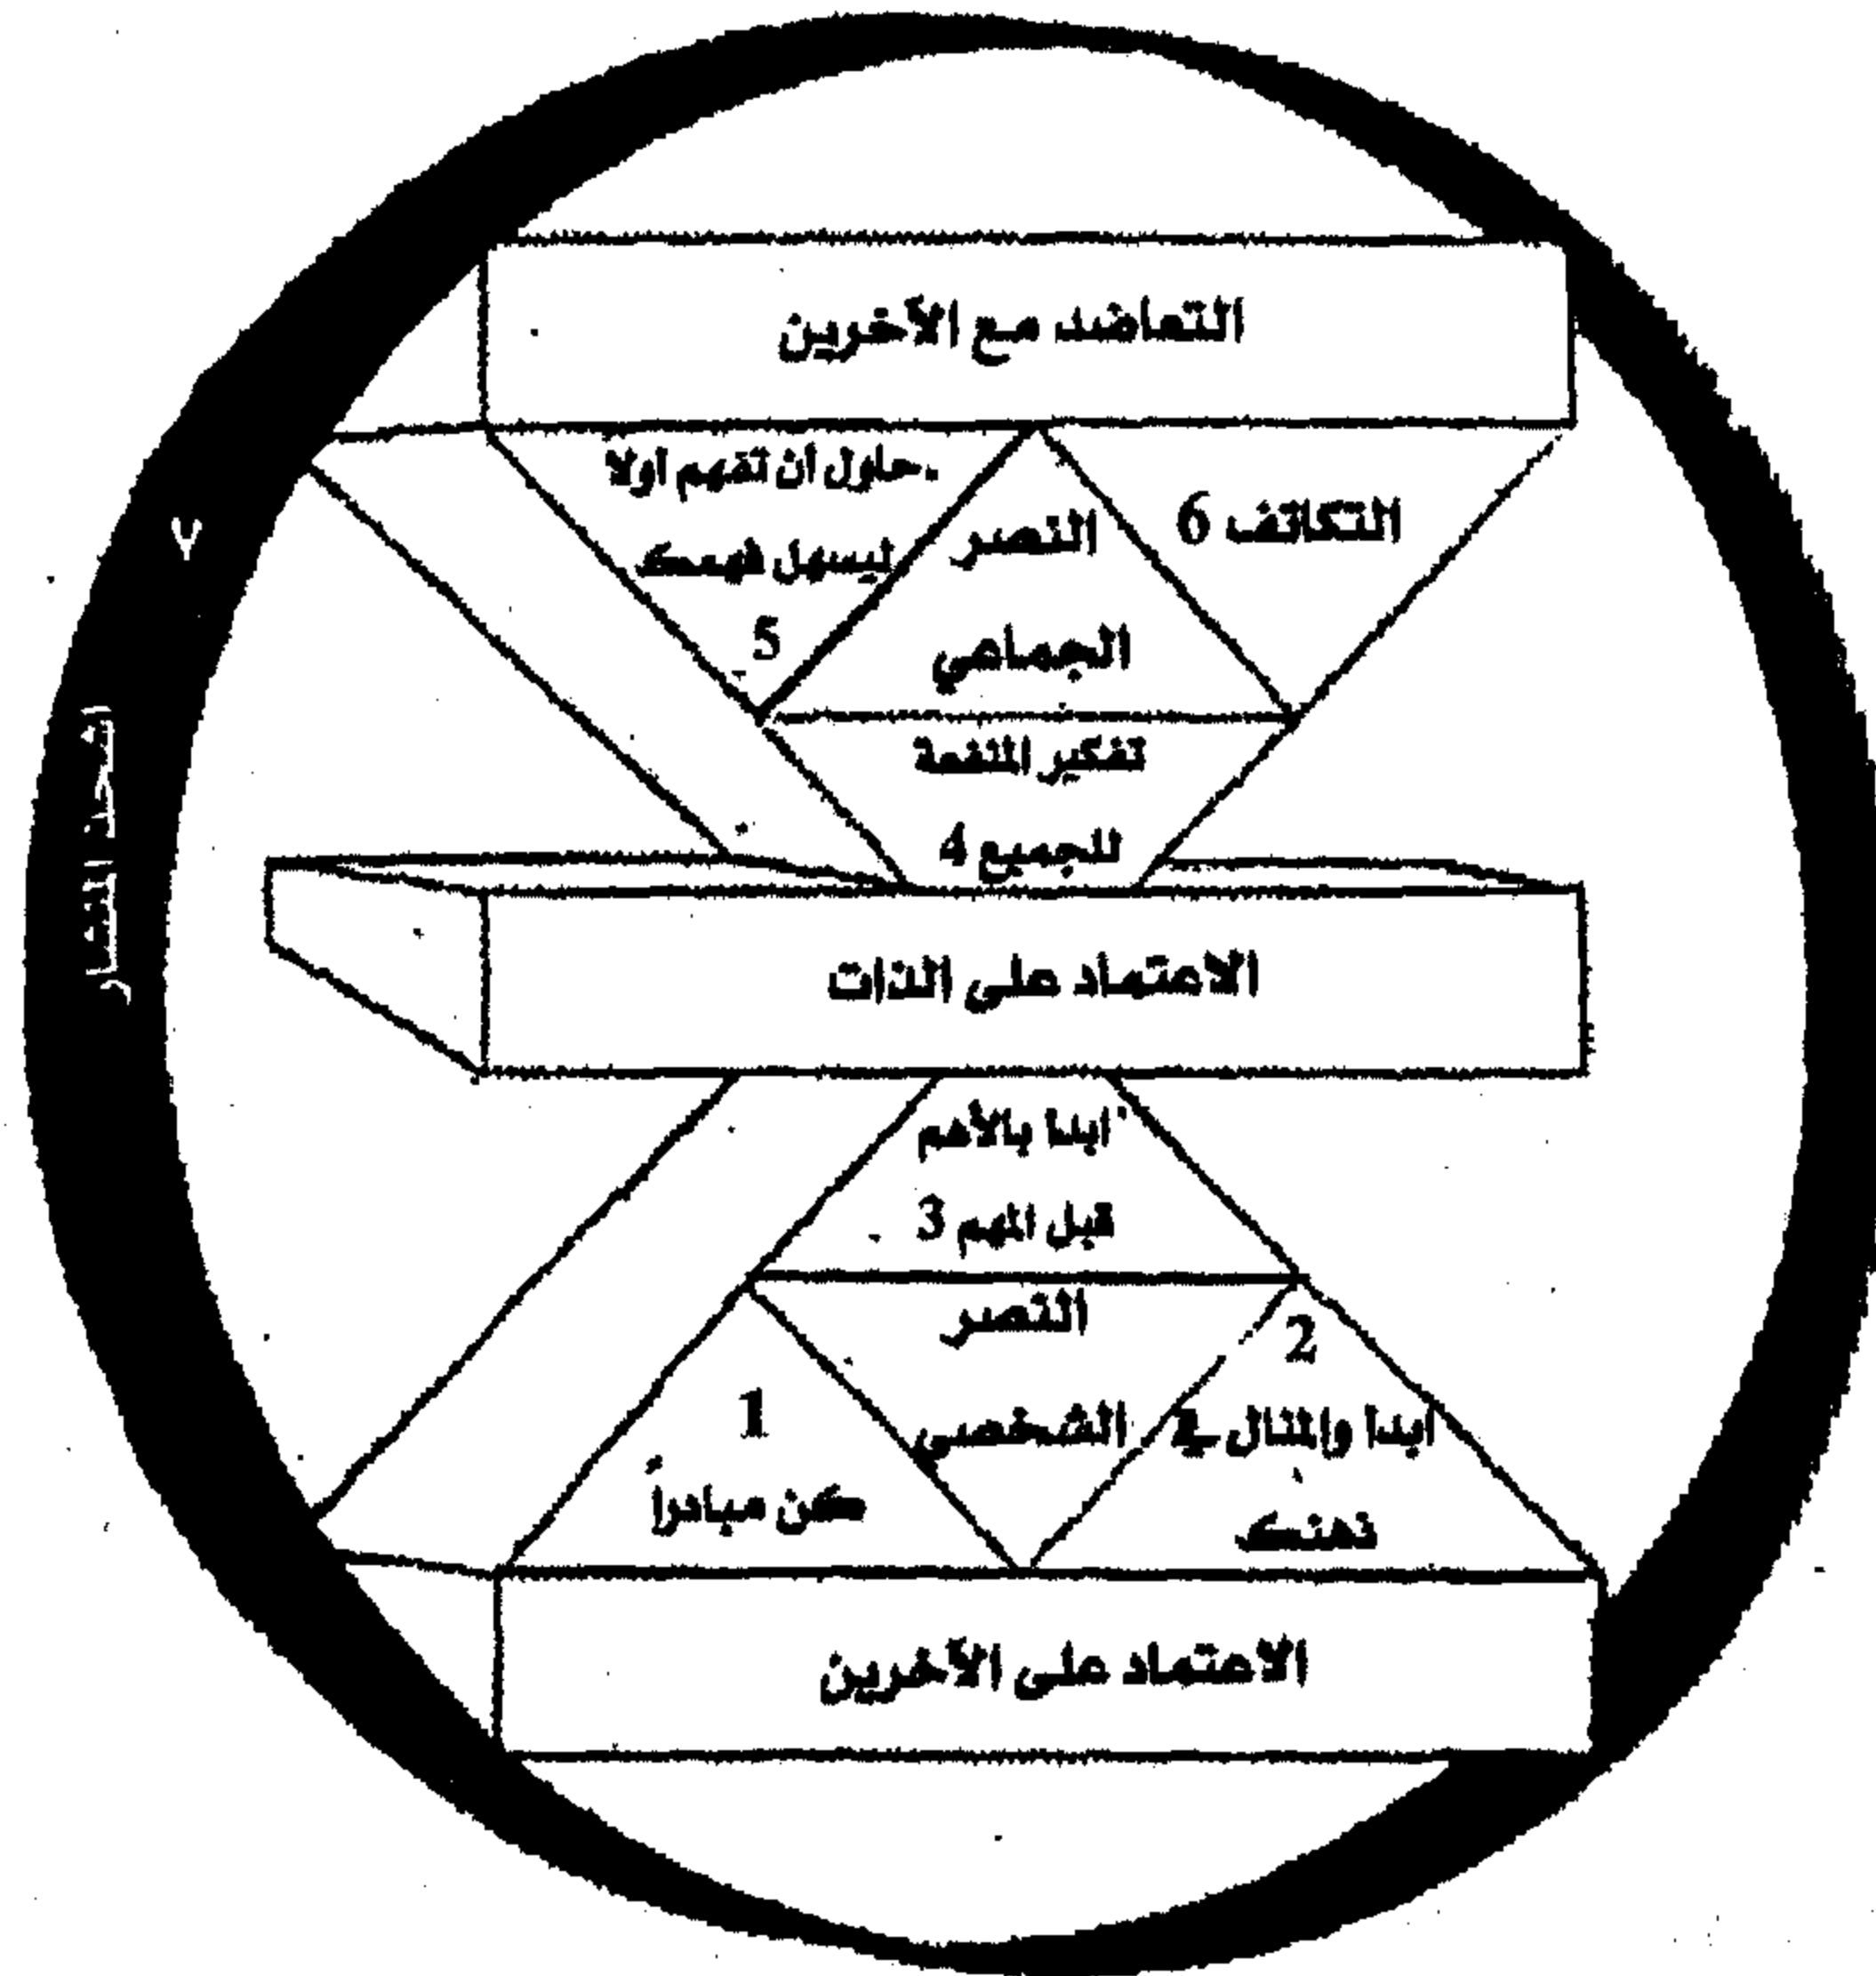 التعاضد مع الآخرين
حاول ان تفهم اولا
ليسهل فهمك
5
النصر
الجماعي
التكاتف 6
تفكير المنفعة
للجميع 4
الاعتماد على الذات
ابدا بالأهم
قبل المهم 3
النصر
الشخصي
1
كن مبادراً
2
ابدا والمنال في
ذهنك
الاعتماد على الآخرين
٧